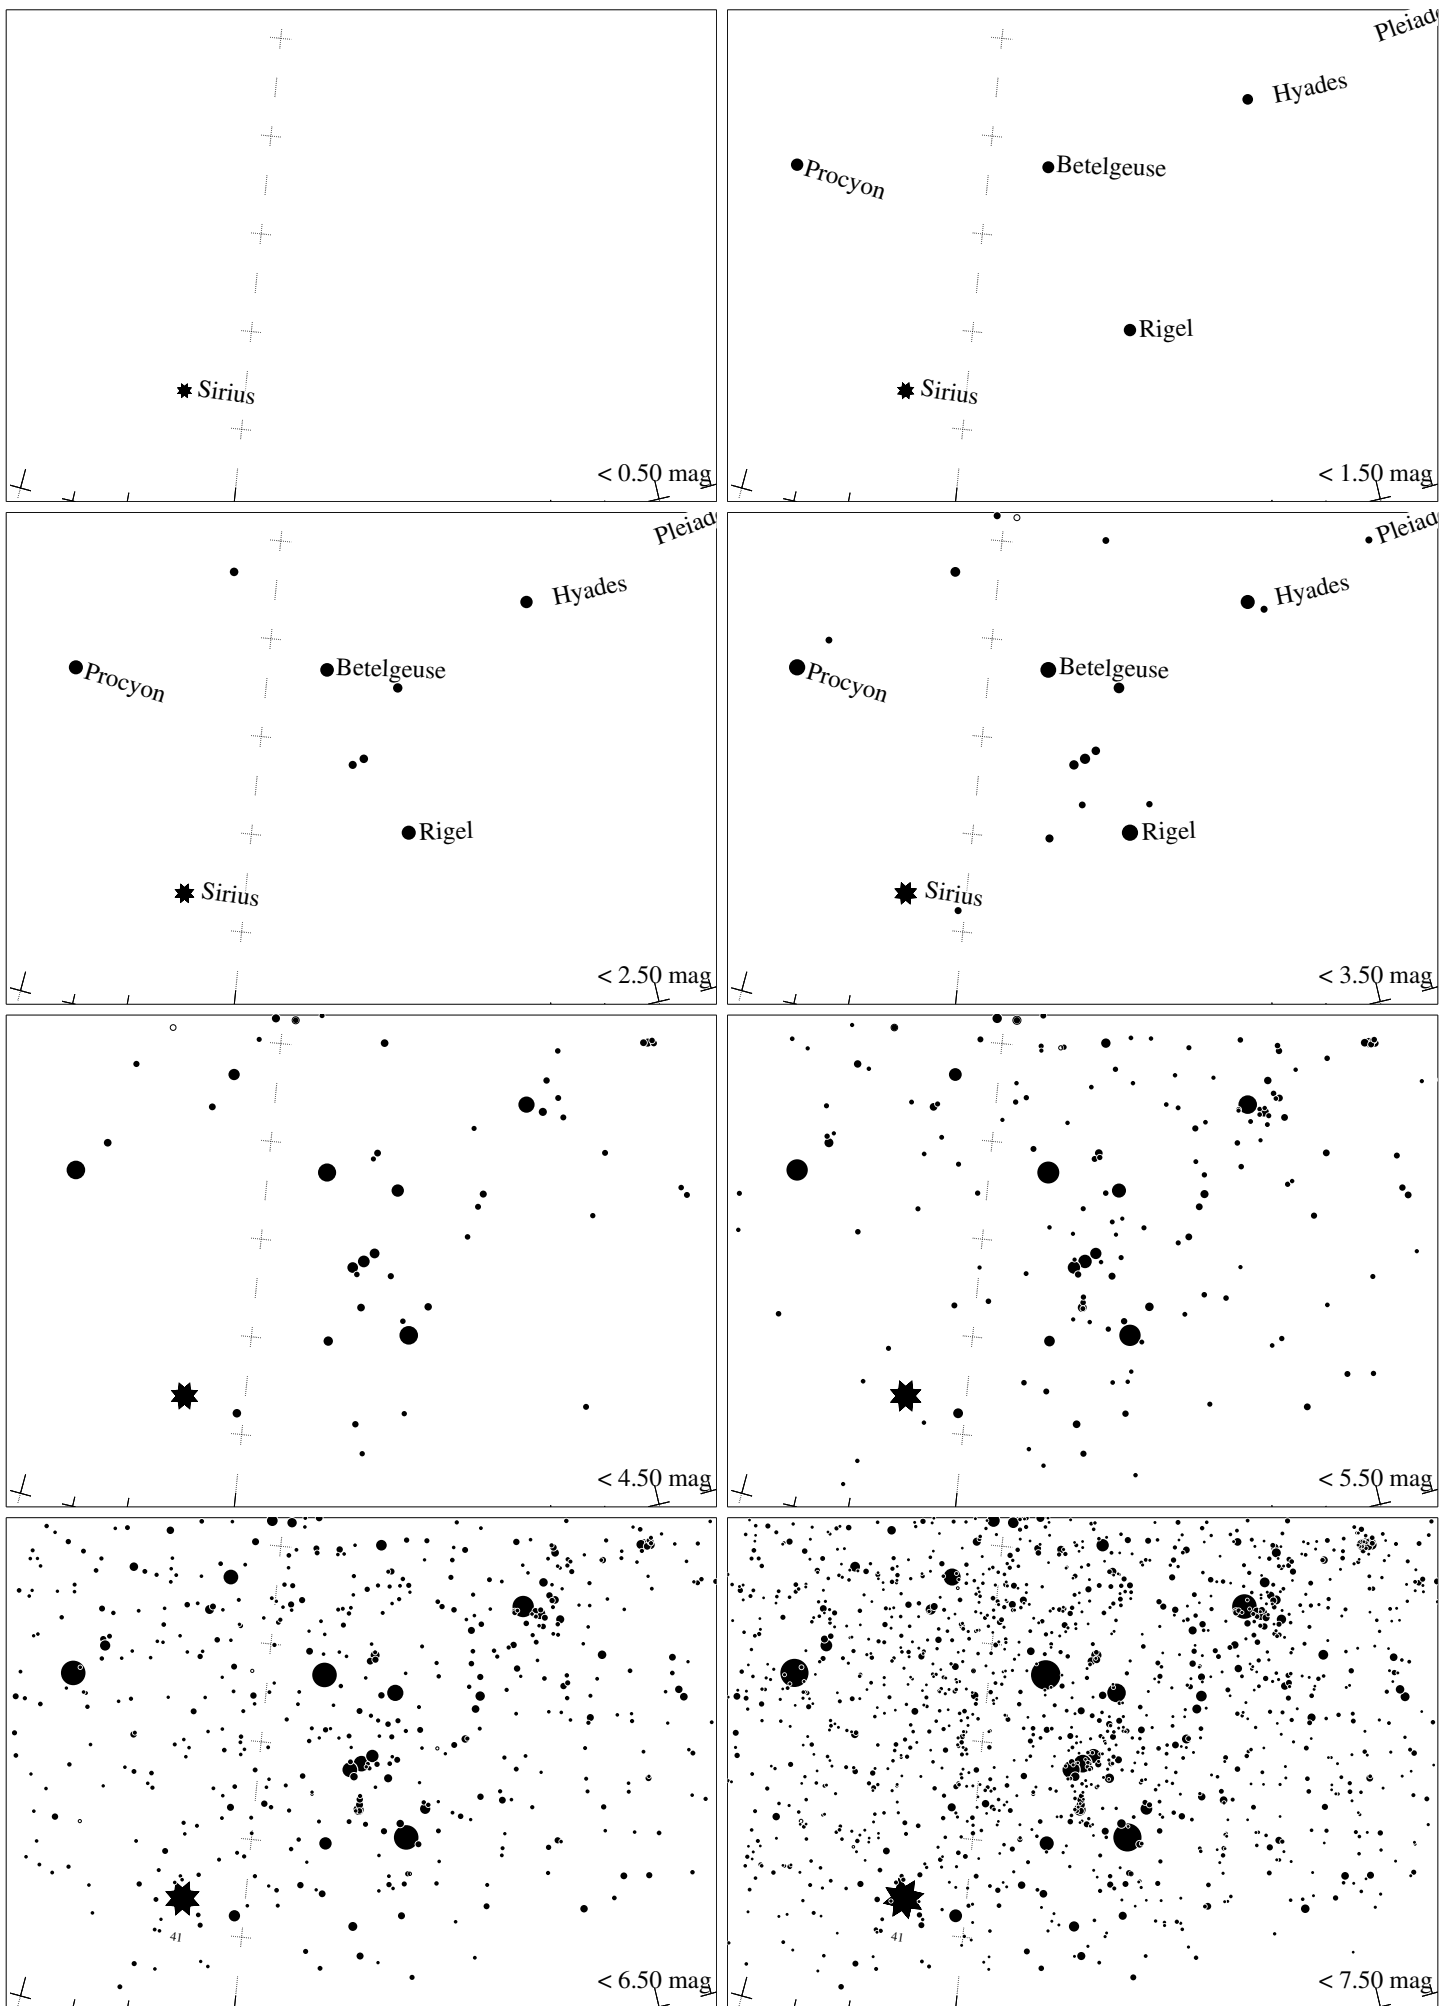 Sirius
< 0.50 mag
Pleiad
Hyades
Procyon
Betelgeuse
Rigel
Sirius
< 1.50 mag
Pleiad
Hyades
Procyon
Betelgeuse
Rigel
Sirius
< 2.50 mag
Pleiad
Hyades
Procyon
Betelgeuse
Rigel
Sirius
< 3.50 mag
< 4.50 mag
< 5.50 mag
41
< 6.50 mag
41
< 7.50 mag